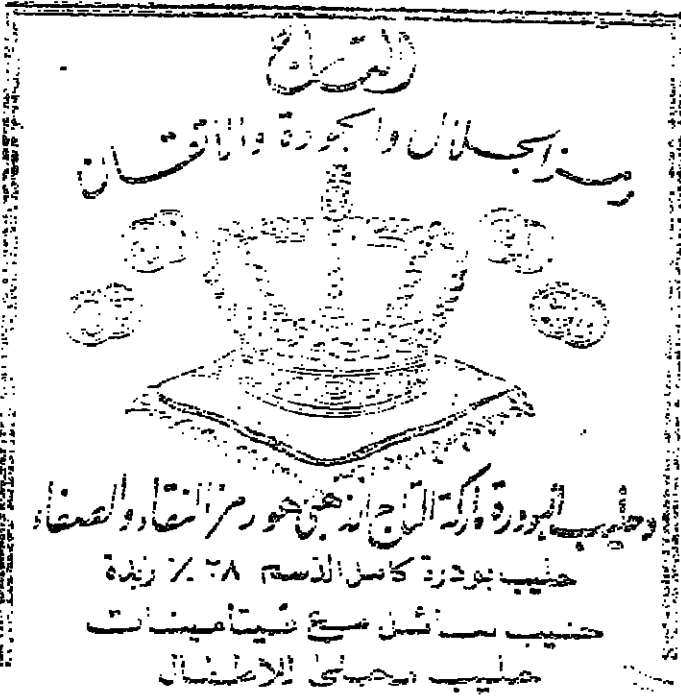 التاج
رمز الجلال والجودة والاتقان
وحليب البودرة ماركة التاج الذهبي هو رمز النقاء والصفاء
حليب بودرة كامل الدسم ٢٨ ٪ زبدة
حليب سائل مع فيتامينات
حليب للاطفال